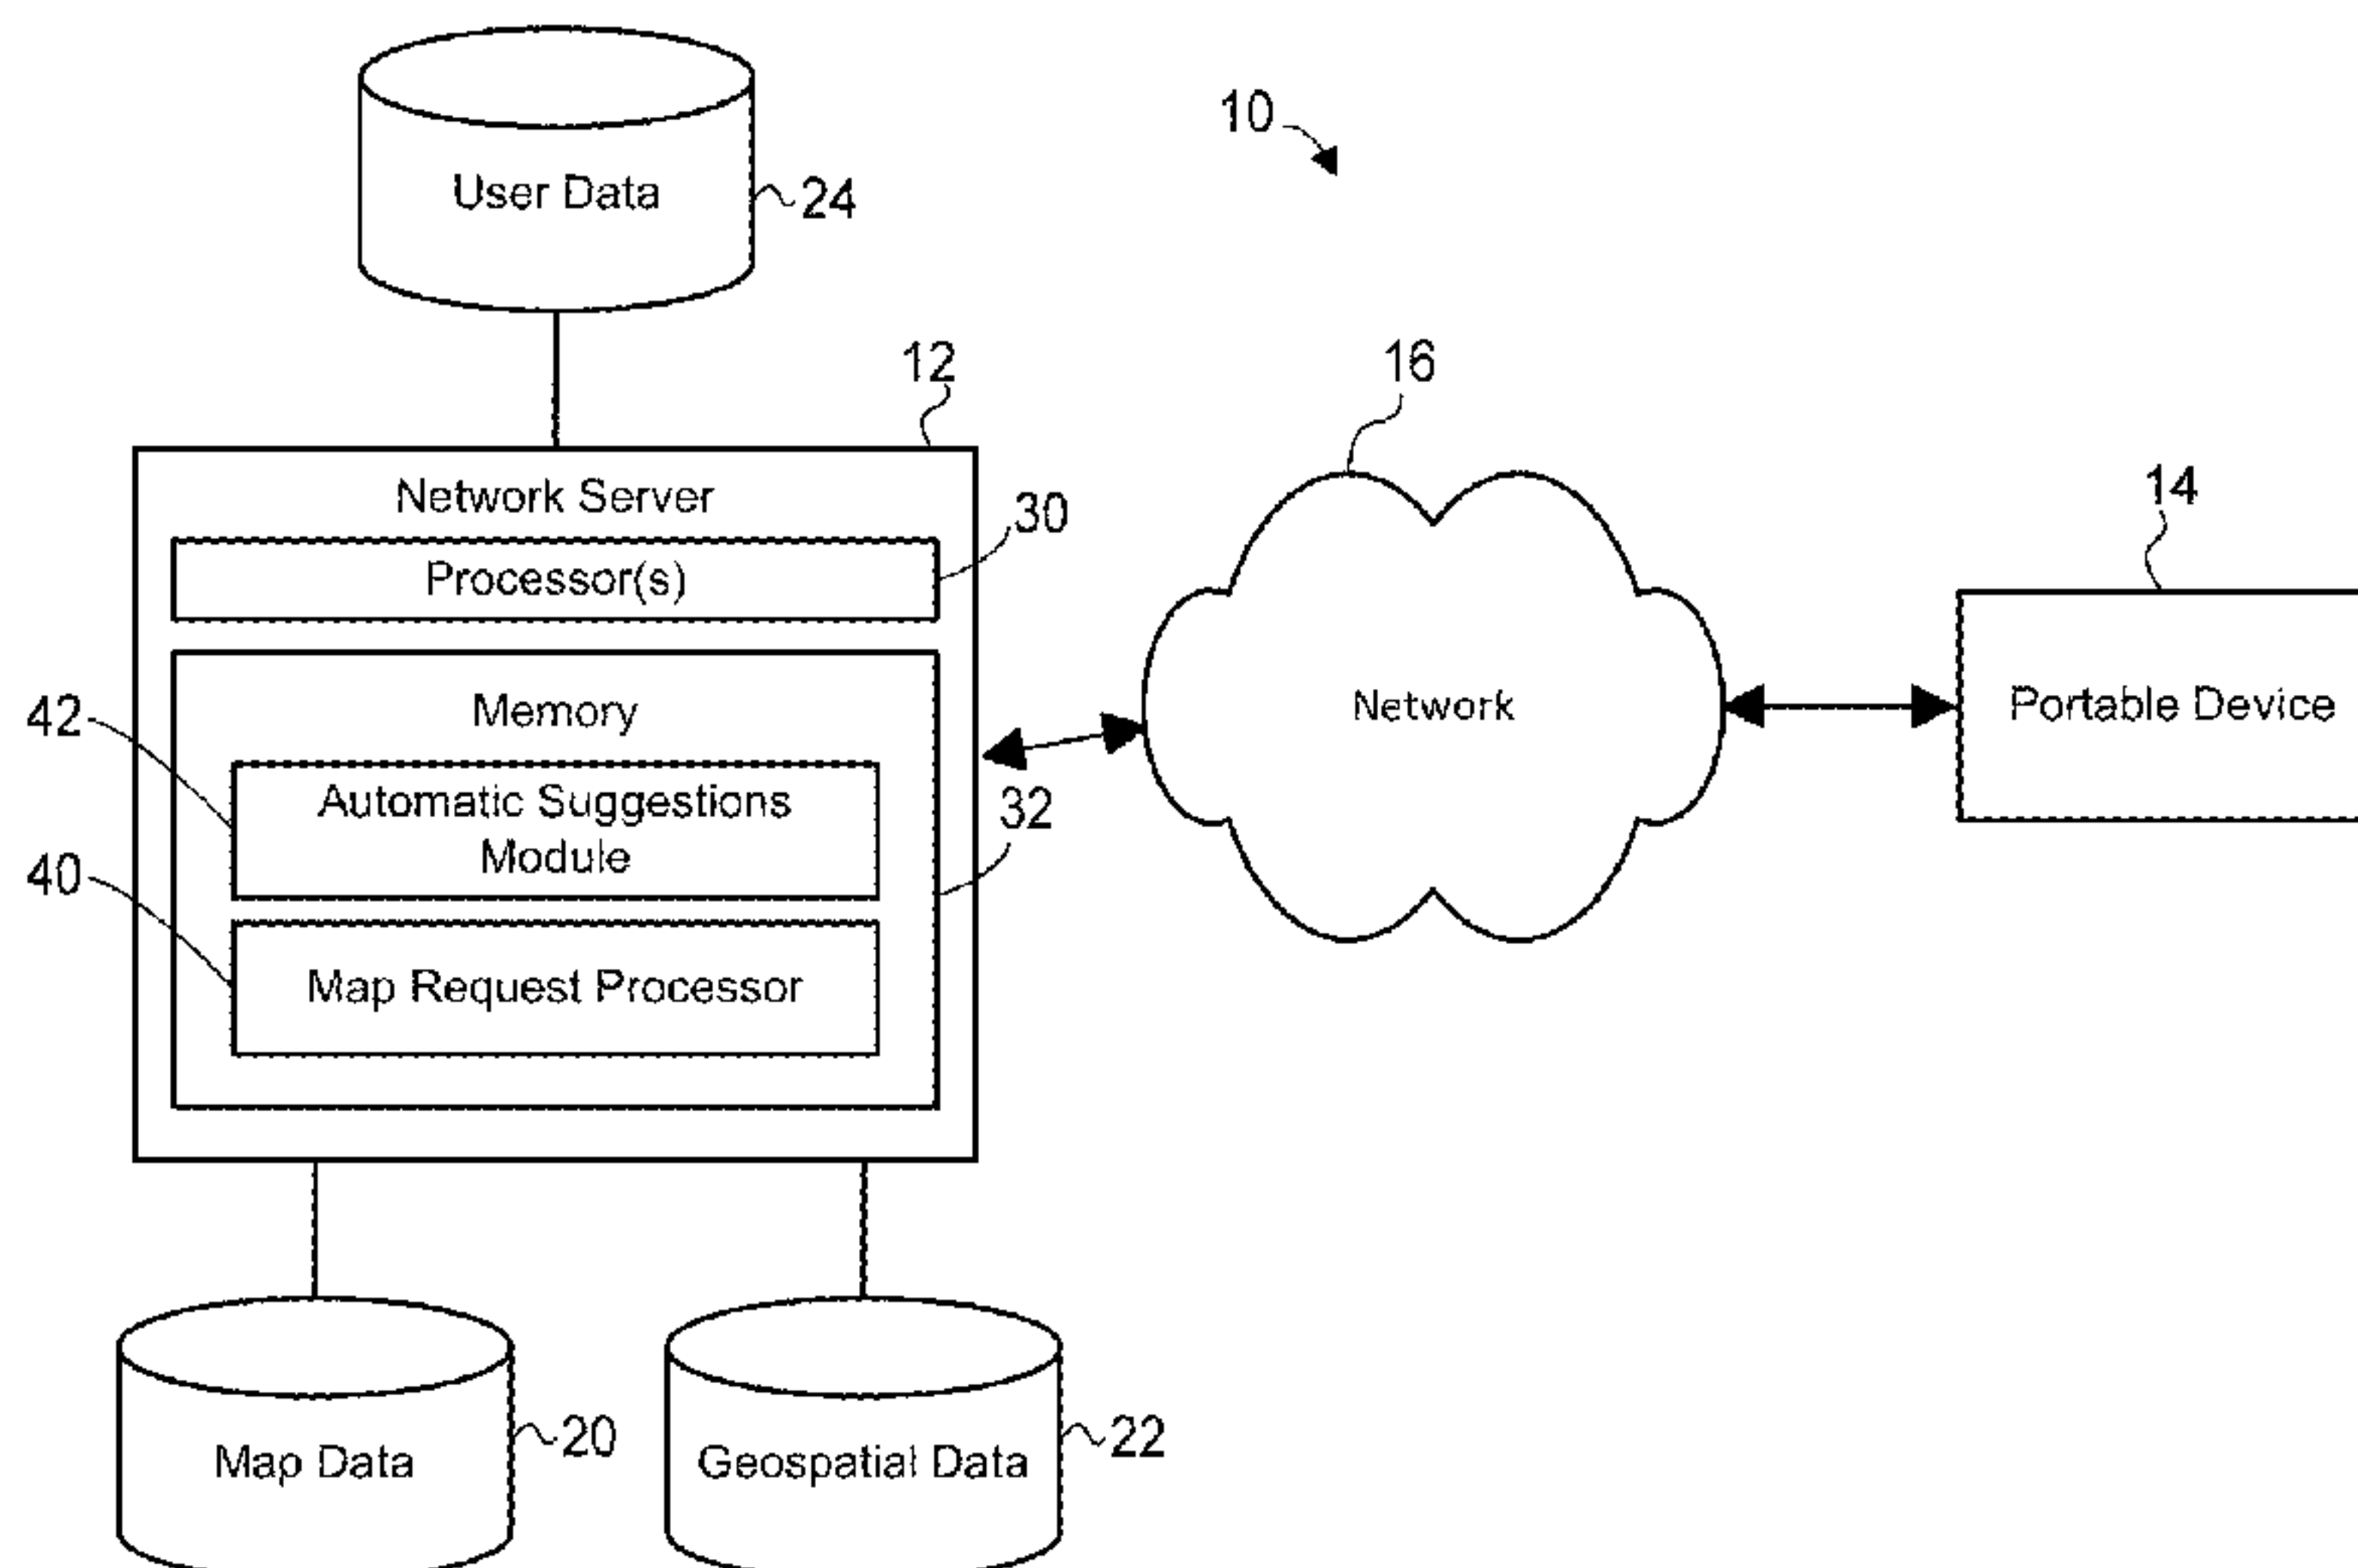 10
User Data
24
12
16
14
Network Server
30
Processor(s)
Memory
42
Automatic Suggestions
Module
32
40
Map Request Processor
Network
Portable Device
Map Data
20
Geospatial Data
22